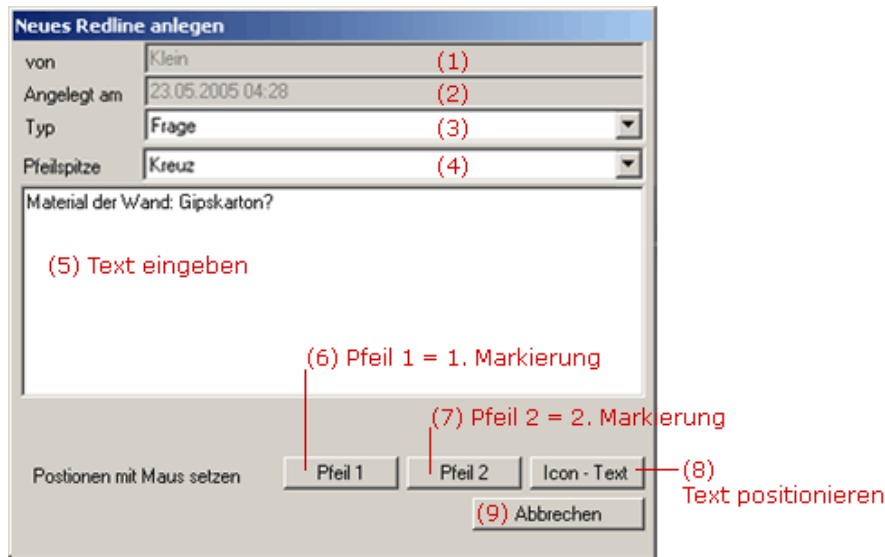 Neues Redline anlegen
von Klein (1)
Angelegt am 23.05.2005 04:28 (2)
Typ Frage (3)
Pfeilspitze Kreuz (4)
Material der Wand: Gipskarton?
(5) Text eingeben
(6) Pfeil 1 = 1. Markierung
(7) Pfeil 2 = 2. Markierung
Postionen mit Maus setzen Pfeil 1 Pfeil 2 Icon - Text (8)
Text positionieren
(9) Abbrechen